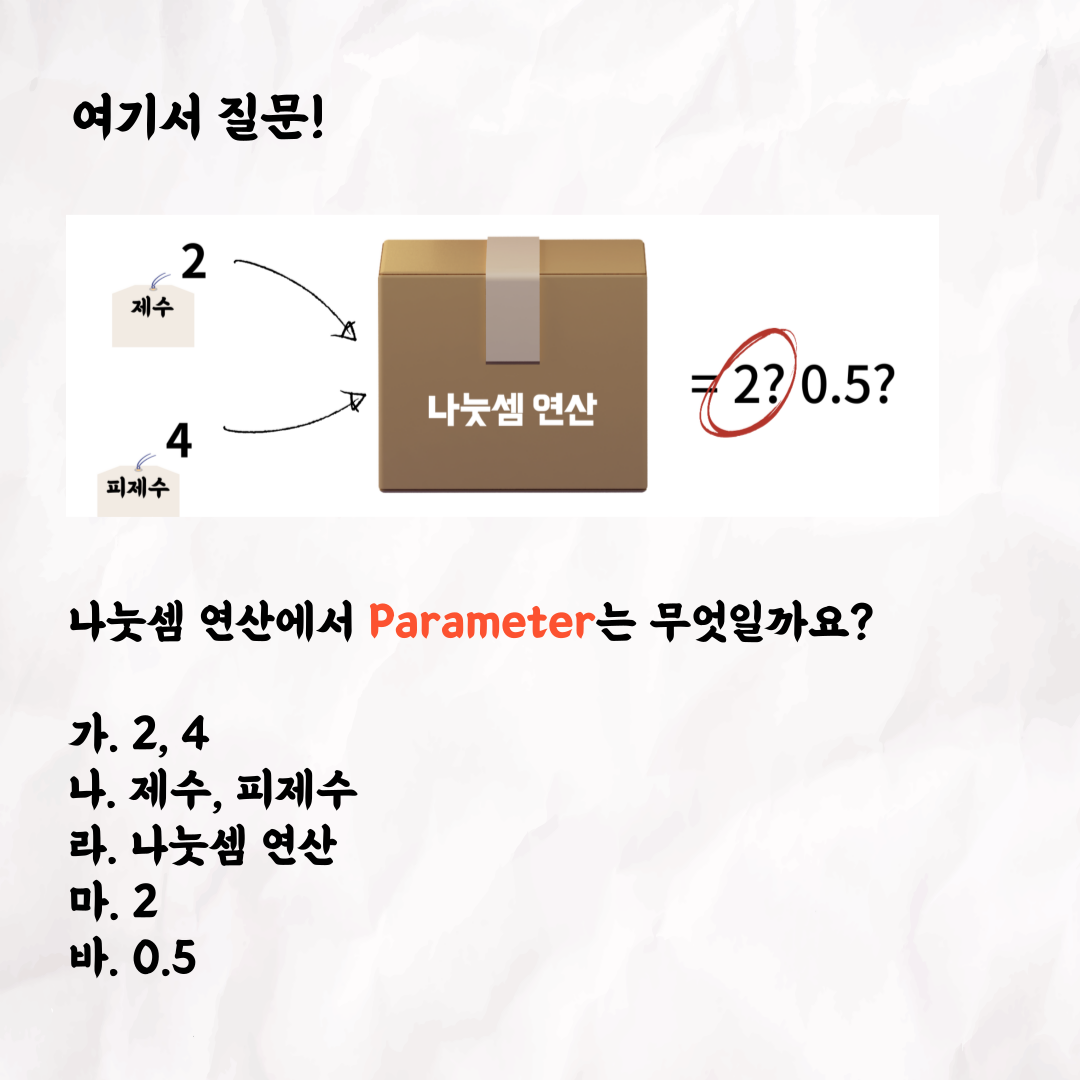 여기서 질문!
2
제수
4
피제수
나눗셈 연산
= 2? 0.5?
나눗셈 연산에서 Parameter는 무엇일까요?
가. 2, 4
나. 제수, 피제수
라. 나눗셈 연산
마. 2
바. 0.5